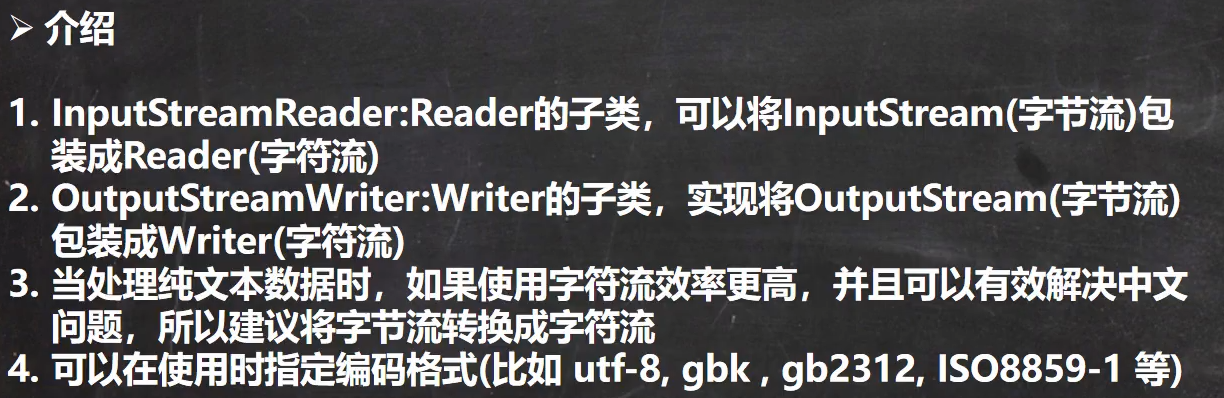 ➢ 介绍
1. InputStreamReader:Reader的子类，可以将InputStream(字节流)包
装成Reader(字符流)
2. OutputStreamWriter:Writer的子类，实现将OutputStream(字节流)
包装成Writer(字符流)
3. 当处理纯文本数据时，如果使用字符流效率更高，并且可以有效解决中文
问题，所以建议将字节流转换成字符流
4. 可以在使用时指定编码格式(比如 utf-8, gbk , gb2312, ISO8859-1 等)